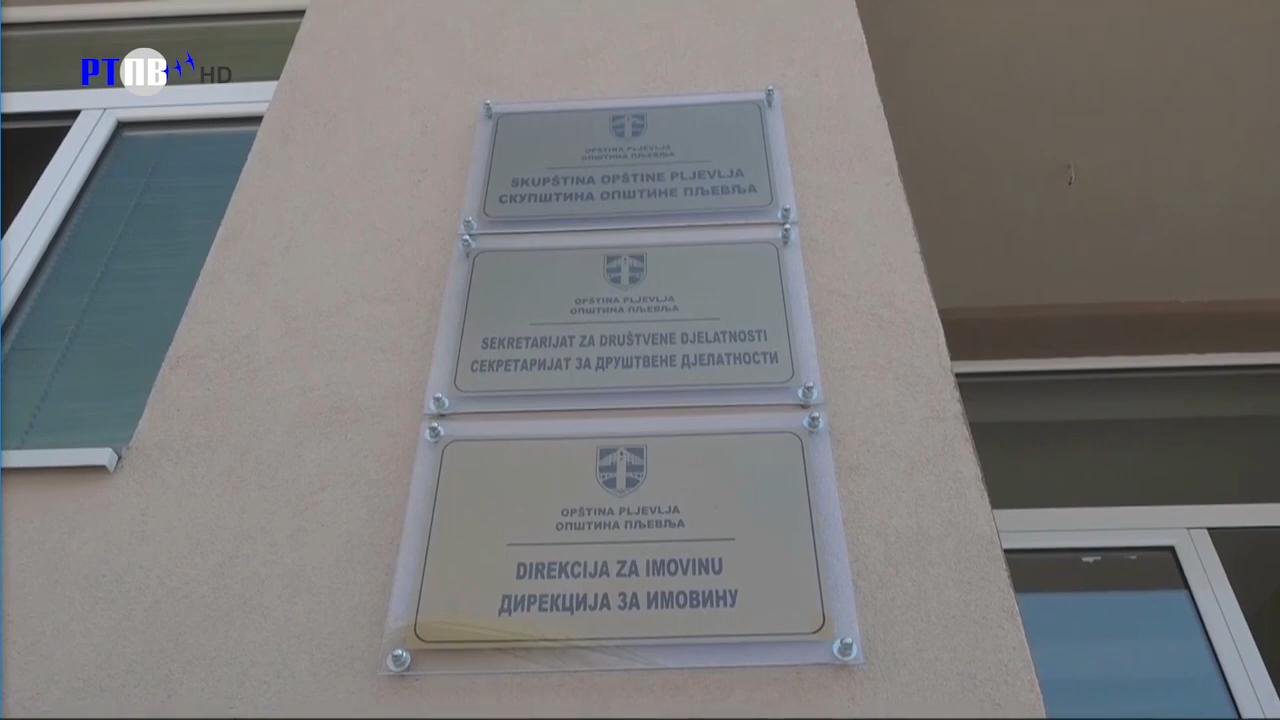 РТПВ HD
OPŠTINA PLJEVLJA
ОПШТИНА ПЉЕВЉА
SKUPŠTINA OPŠTINE PLJEVLJA
СКУПШТИНА ОПШТИНЕ ПЉЕВЉА
OPŠTINA PLJEVLJA
ОПШТИНА ПЉЕВЉА
SEKRETARIJAT ZA DRUŠTVENE DJELATNOSTI
СЕКРЕТАРИЈАТ ЗА ДРУШТВЕНЕ ДЈЕЛАТНОСТИ
OPŠTINA PLJEVLJA
ОПШТИНА ПЉЕВЉА
DIREKCIJA ZA IMOVINU
ДИРЕКЦИЈА ЗА ИМОВИНУ